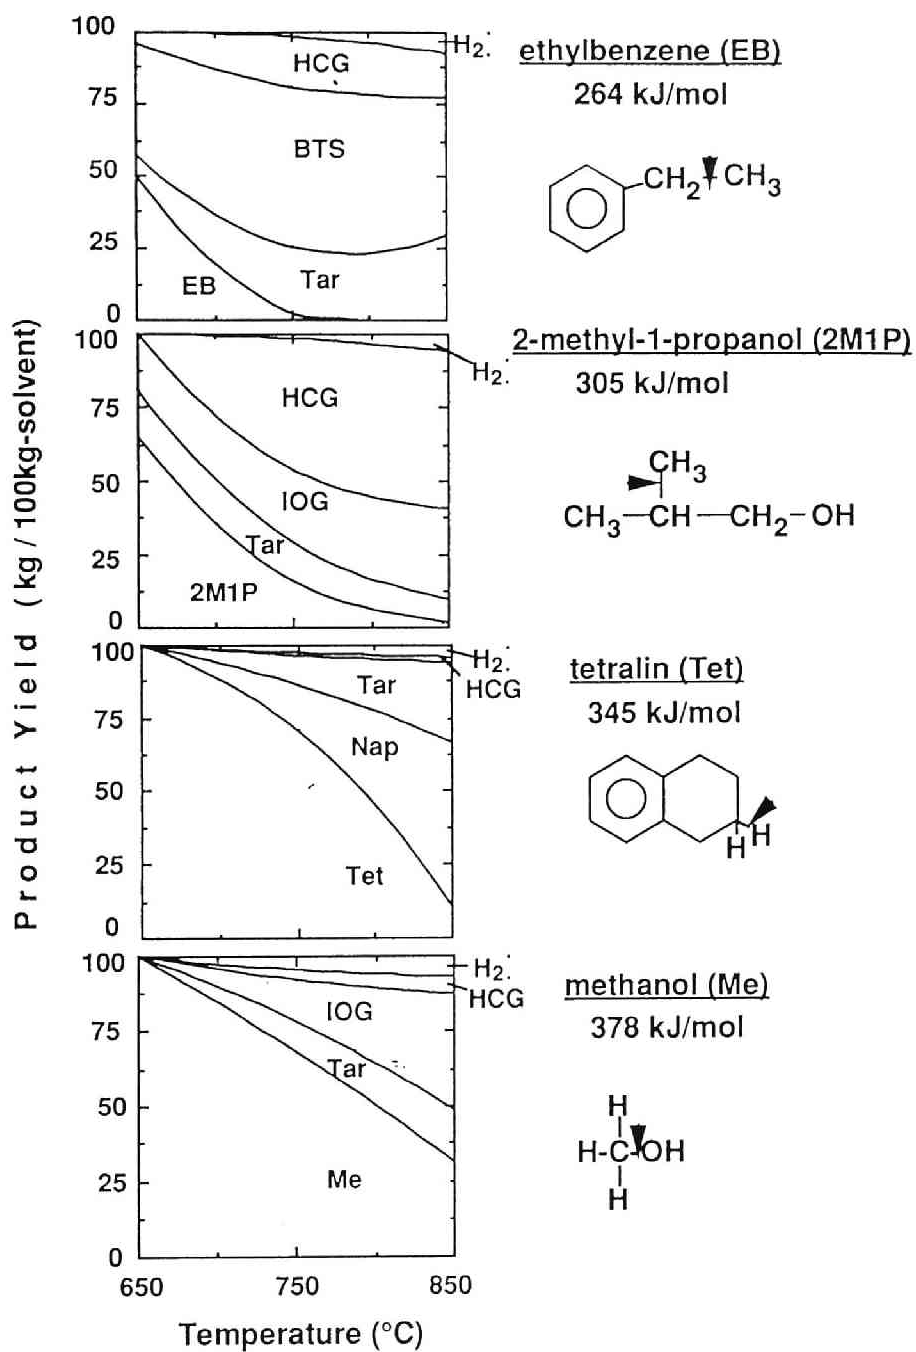 Product Yield (kg/100kg-solvent)
100
75
50
25
0
H2
HCG
BTS
EB
Tar
ethylbenzene (EB)
264 kJ/mol
CH2 CH3
100
75
50
25
0
H2
HCG
IOG
Tar
2M1P
2-methyl-1-propanol (2M1P)
305 kJ/mol
CH3
CH3—CH—CH2—OH
100
75
50
25
0
H2
HCG
Tar
Nap
Tet
tetralin (Tet)
345 kJ/mol
H
H
100
75
50
25
0
H2
HCG
IOG
Tar
Me
methanol (Me)
378 kJ/mol
H
H-C-OH
H
650 750 850
Temperature (°C)